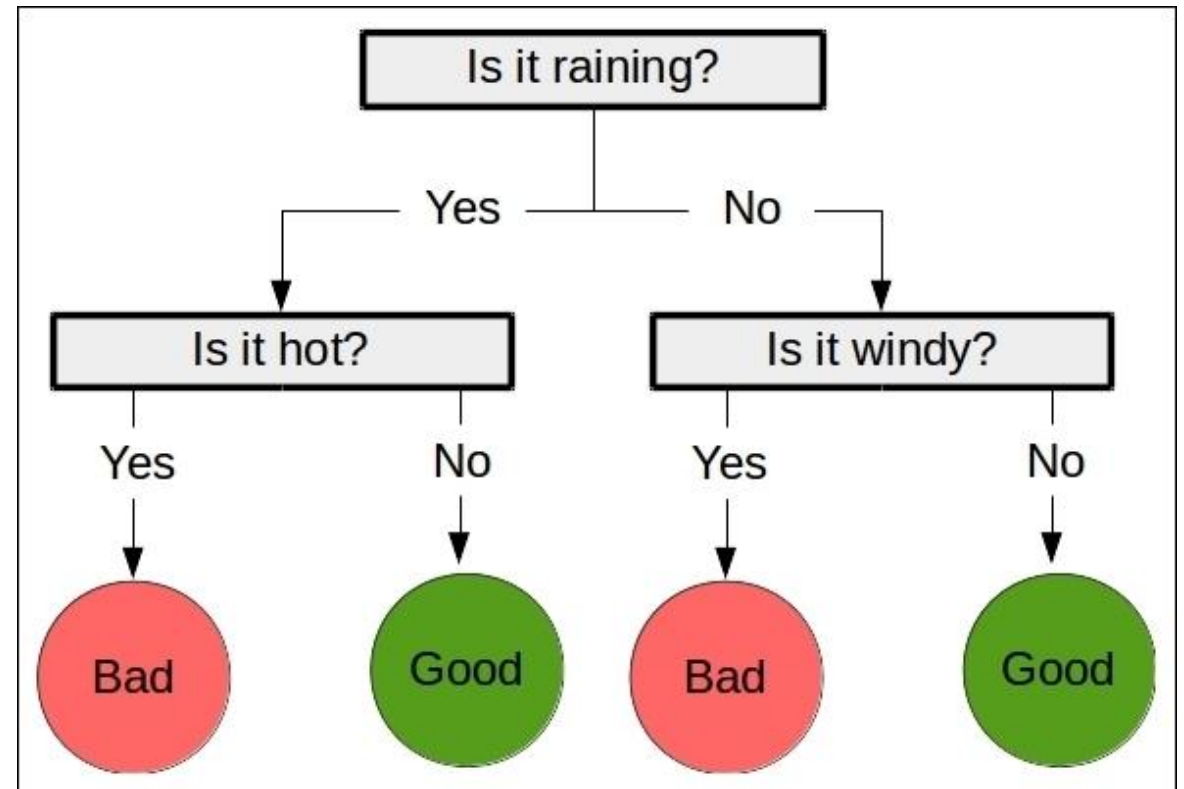 Is it raining?
Yes
No
Is it hot?
Is it windy?
Yes
No
Yes
No
Bad
Good
Bad
Good